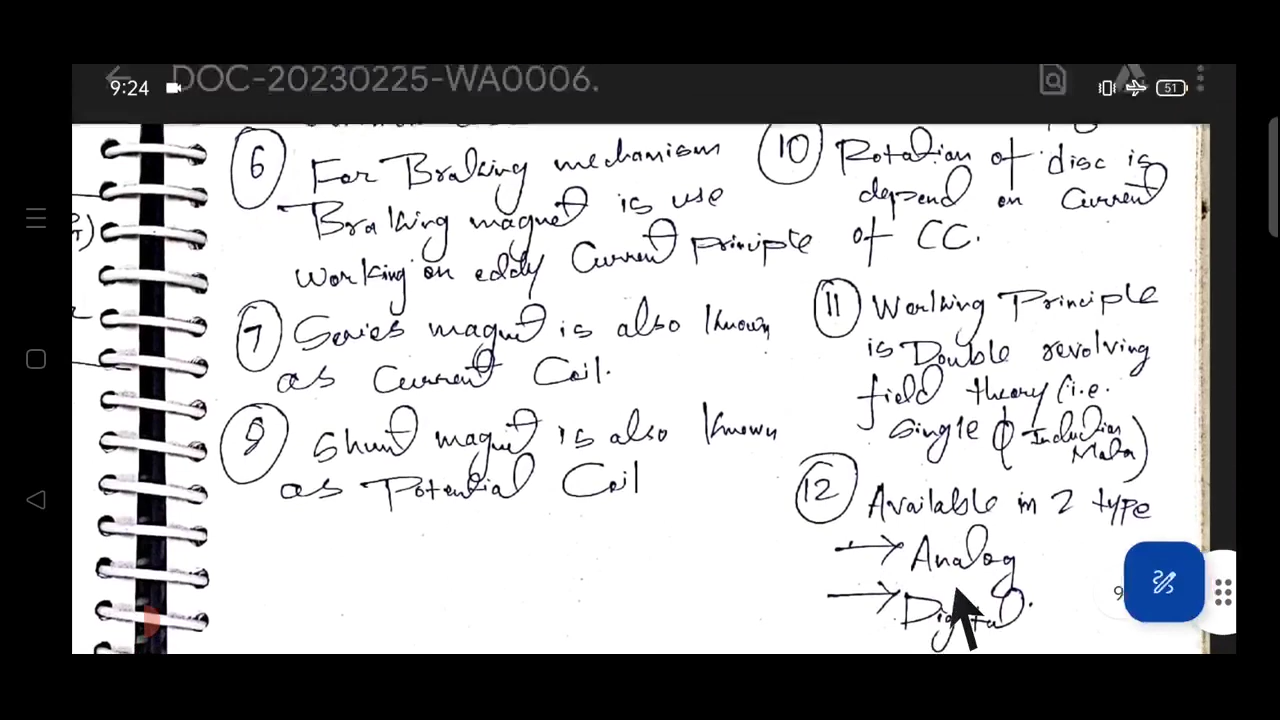 DOC-20230225-WA0006.
9:24
51
6 For Braking mechanism
Braking magnet is use
working on eddy Current principle
7 Series magnet is also known
as Current Coil.
8 Shunt magnet is also known
as Potential Coil
10 Rotation of disc is
depend on Current
of CC.
11 Working Principle
is Double revolving
field theory (i.e.
Single ϕ Induction
Motor)
12 Available in 2 type
→ Analog
→ Digital.
9